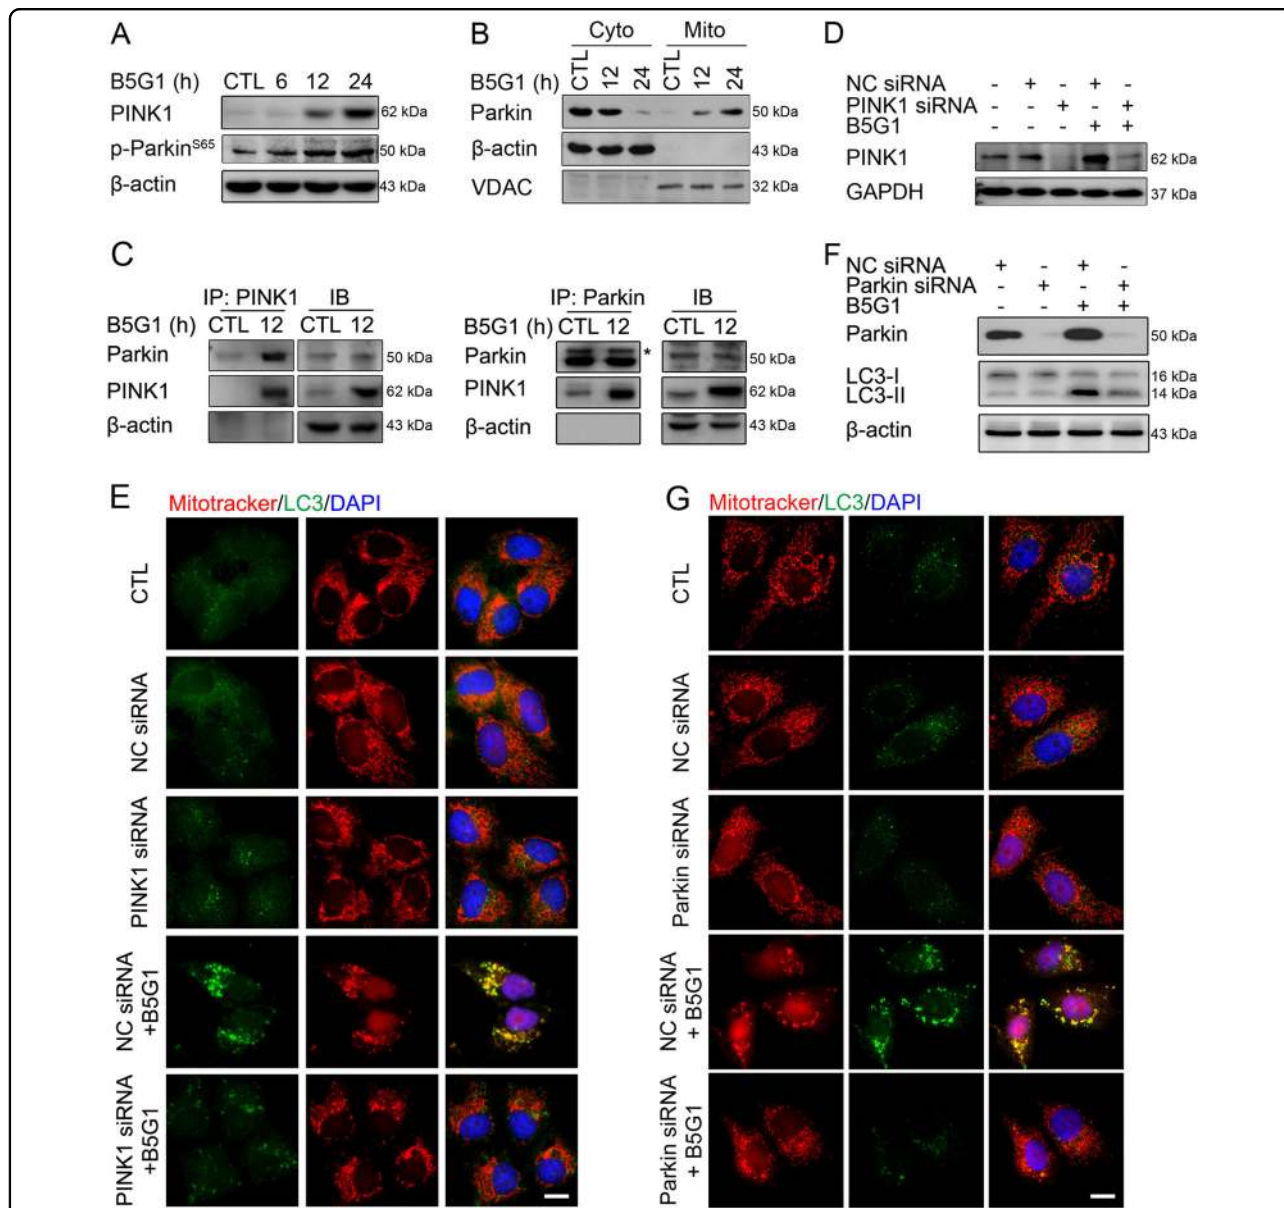 A
B5G1 (h) CTL 6 12 24
PINK1 62 kDa
p-Parkin^S65 50 kDa
β-actin 43 kDa
B
Cyto Mito
B5G1 (h) CTL 12 24 CTL 12 24
Parkin 50 kDa
β-actin 43 kDa
VDAC 32 kDa
D
NC siRNA - + - + -
PINK1 siRNA - - + - +
B5G1 - - - + +
PINK1 62 kDa
GAPDH 37 kDa
C
IP: PINK1 IB
B5G1 (h) CTL 12 CTL 12
Parkin 50 kDa
PINK1 62 kDa
β-actin 43 kDa
IP: Parkin IB
B5G1 (h) CTL 12 CTL 12
Parkin * 50 kDa
PINK1 62 kDa
β-actin 43 kDa
F
NC siRNA + - + -
Parkin siRNA - + - +
B5G1 - - + +
Parkin 50 kDa
LC3-I 16 kDa
LC3-II 14 kDa
β-actin 43 kDa
E
Mitotracker/LC3/DAPI
CTL
NC siRNA
PINK1 siRNA
NC siRNA
+B5G1
PINK1 siRNA
+B5G1
G
Mitotracker/LC3/DAPI
CTL
NC siRNA
Parkin siRNA
NC siRNA
+ B5G1
Parkin siRNA
+ B5G1